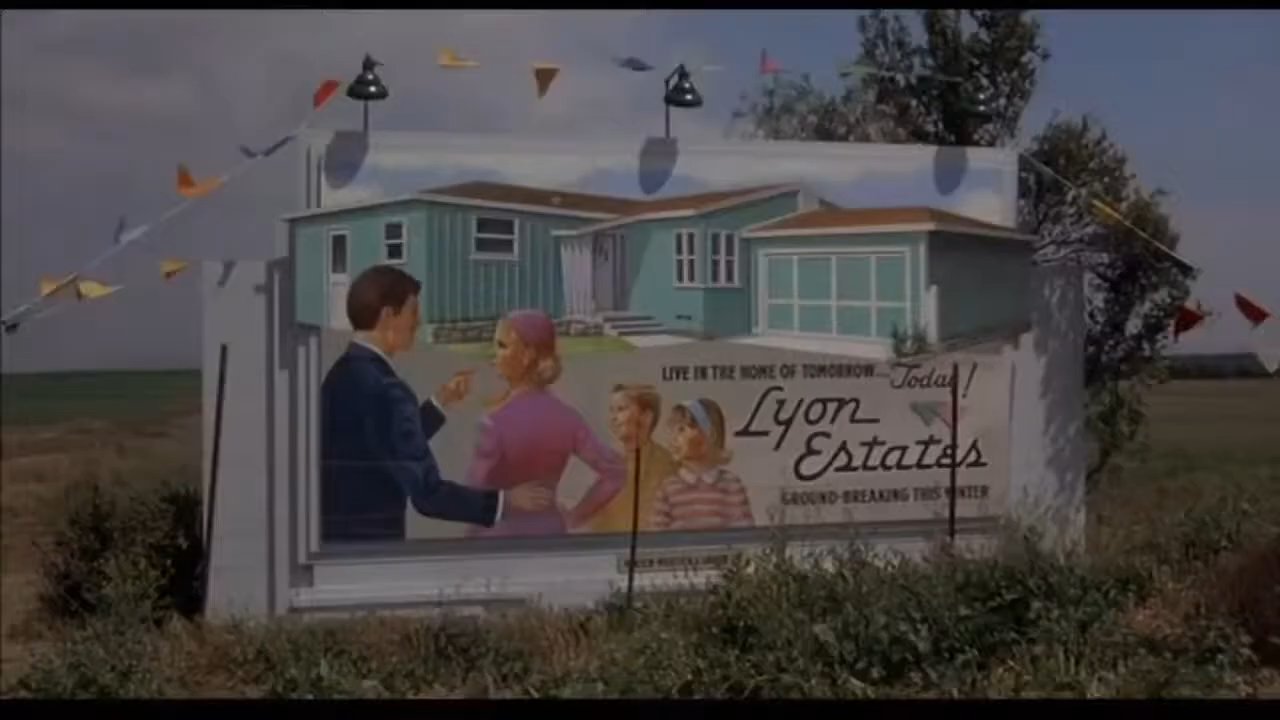 LIVE IN THE HOME OF TOMORROW... Today!
Lyon
Estates
GROUND-BREAKING THIS WINTER